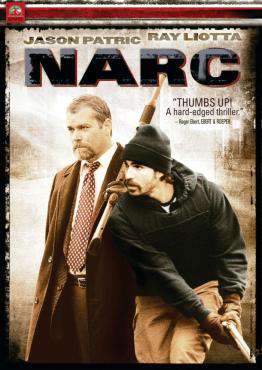 JASON PATRIC RAY LIOTTA
NARC
"THUMBS UP!
A hard-edged thriller."
- Roger Ebert, EBERT & ROEPER